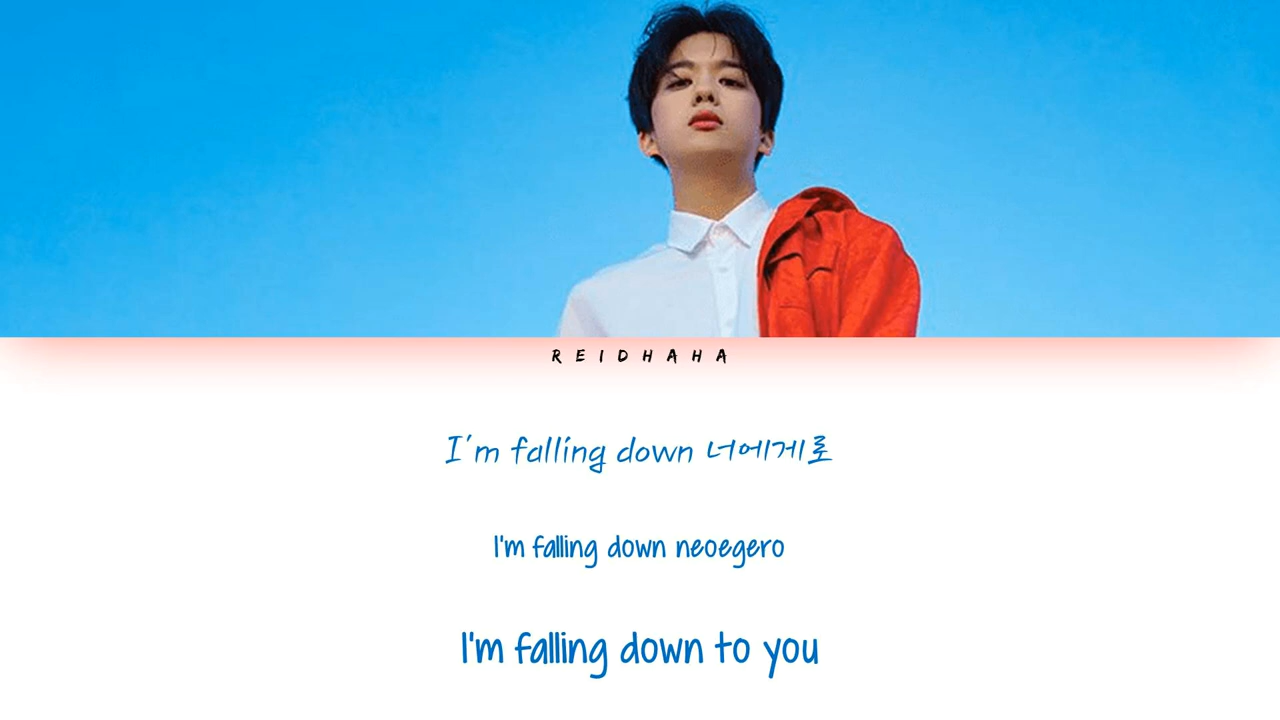 REIDHAHA
I'm falling down 너에게로
I'm falling down neoegero
I'm falling down to you